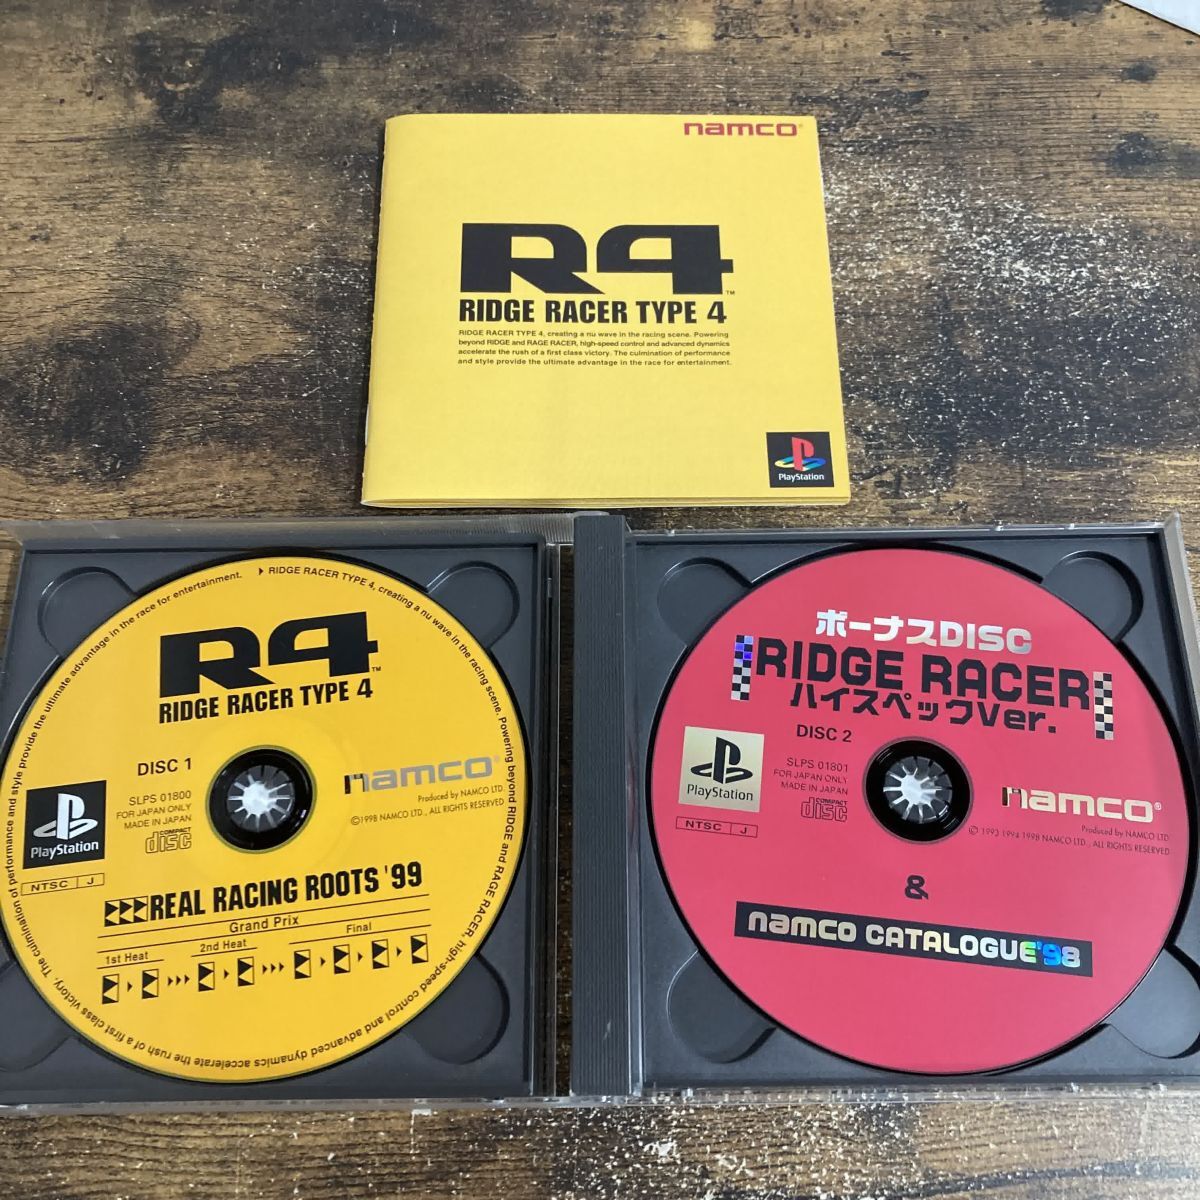 namco®
R4™
RIDGE RACER TYPE 4
RIDGE RACER TYPE 4, creating a nu wave in the racing scene. Powering
beyond RIDGE and RAGE RACER, high-speed control and advanced dynamics
accelerate the rush of a first class victory. The culmination of performance
and style provide the ultimate advantage in the race for entertainment.
PlayStation
RIDGE RACER TYPE 4, creating a nu wave in the racing scene. Powering beyond RIDGE and RAGE RACER, high-speed control and advanced dynamics accelerate the rush of a first class victory. The culmination of performance and style provide the ultimate advantage in the race for entertainment.
R4™
RIDGE RACER TYPE 4
DISC 1
SLPS 01800
FOR JAPAN ONLY
MADE IN JAPAN
COMPACT
disc
PlayStation
NTSC J
namco®
Produced by NAMCO LTD.
©1998 NAMCO LTD., ALL RIGHTS RESERVED
REAL RACING ROOTS '99
Grand Prix
1st Heat
2nd Heat
Final
ボーナスDISC
RIDGE RACER
ハイスペックVer.
DISC 2
SLPS 01801
FOR JAPAN ONLY
MADE IN JAPAN
COMPACT
disc
PlayStation
NTSC J
namco®
Produced by NAMCO LTD
© 1993 1994 1998 NAMCO LTD., ALL RIGHTS RESERVED
&
namco CATALOGUE'98